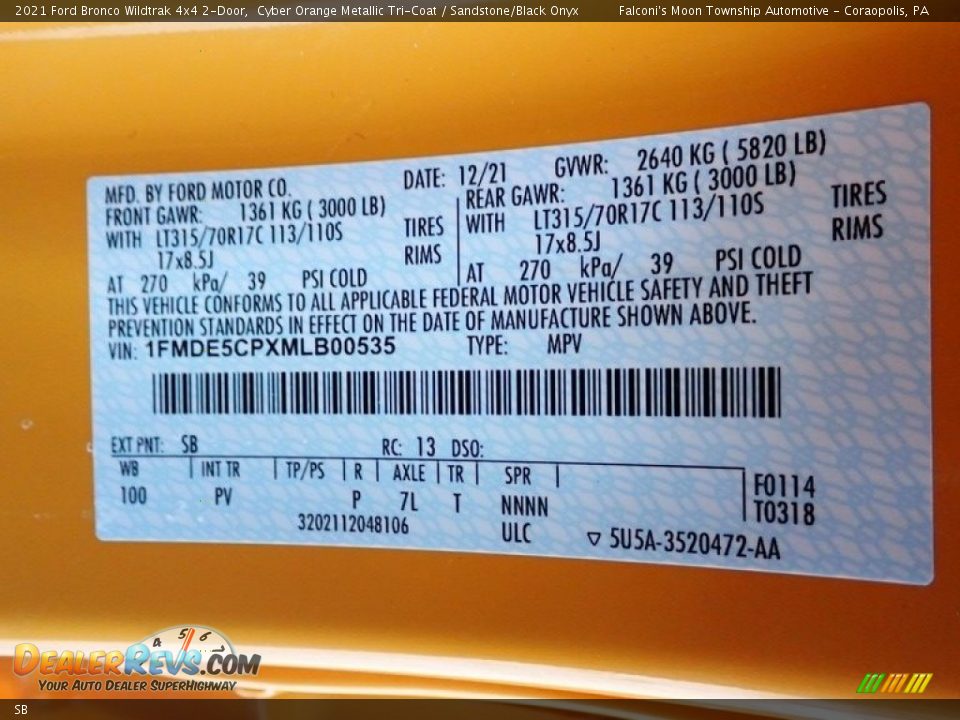 2021 Ford Bronco Wildtrak 4x4 2-Door, Cyber Orange Metallic Tri-Coat / Sandstone/Black Onyx Falconi's Moon Township Automotive - Coraopolis, PA
MFD. BY FORD MOTOR CO. DATE: 12/21 GVWR: 2640 KG ( 5820 LB)
FRONT GAWR: 1361 KG ( 3000 LB) REAR GAWR: 1361 KG ( 3000 LB)
WITH LT315/70R17C 113/110S TIRES WITH LT315/70R17C 113/110S TIRES
17x8.5J RIMS 17x8.5J RIMS
AT 270 kPa/ 39 PSI COLD AT 270 kPa/ 39 PSI COLD
THIS VEHICLE CONFORMS TO ALL APPLICABLE FEDERAL MOTOR VEHICLE SAFETY AND THEFT
PREVENTION STANDARDS IN EFFECT ON THE DATE OF MANUFACTURE SHOWN ABOVE.
VIN: 1FMDE5CPXMLB00535 TYPE: MPV
EXT PNT: SB RC: 13 DSO:
WB INT TR TP/PS R AXLE TR SPR F0114
100 PV P 7L T NNNN T0318
3202112048106 ULC ▽ 5U5A-3520472-AA
4 5 6 7
DEALERREVS.COM
YOUR AUTO DEALER SUPERHIGHWAY
SB